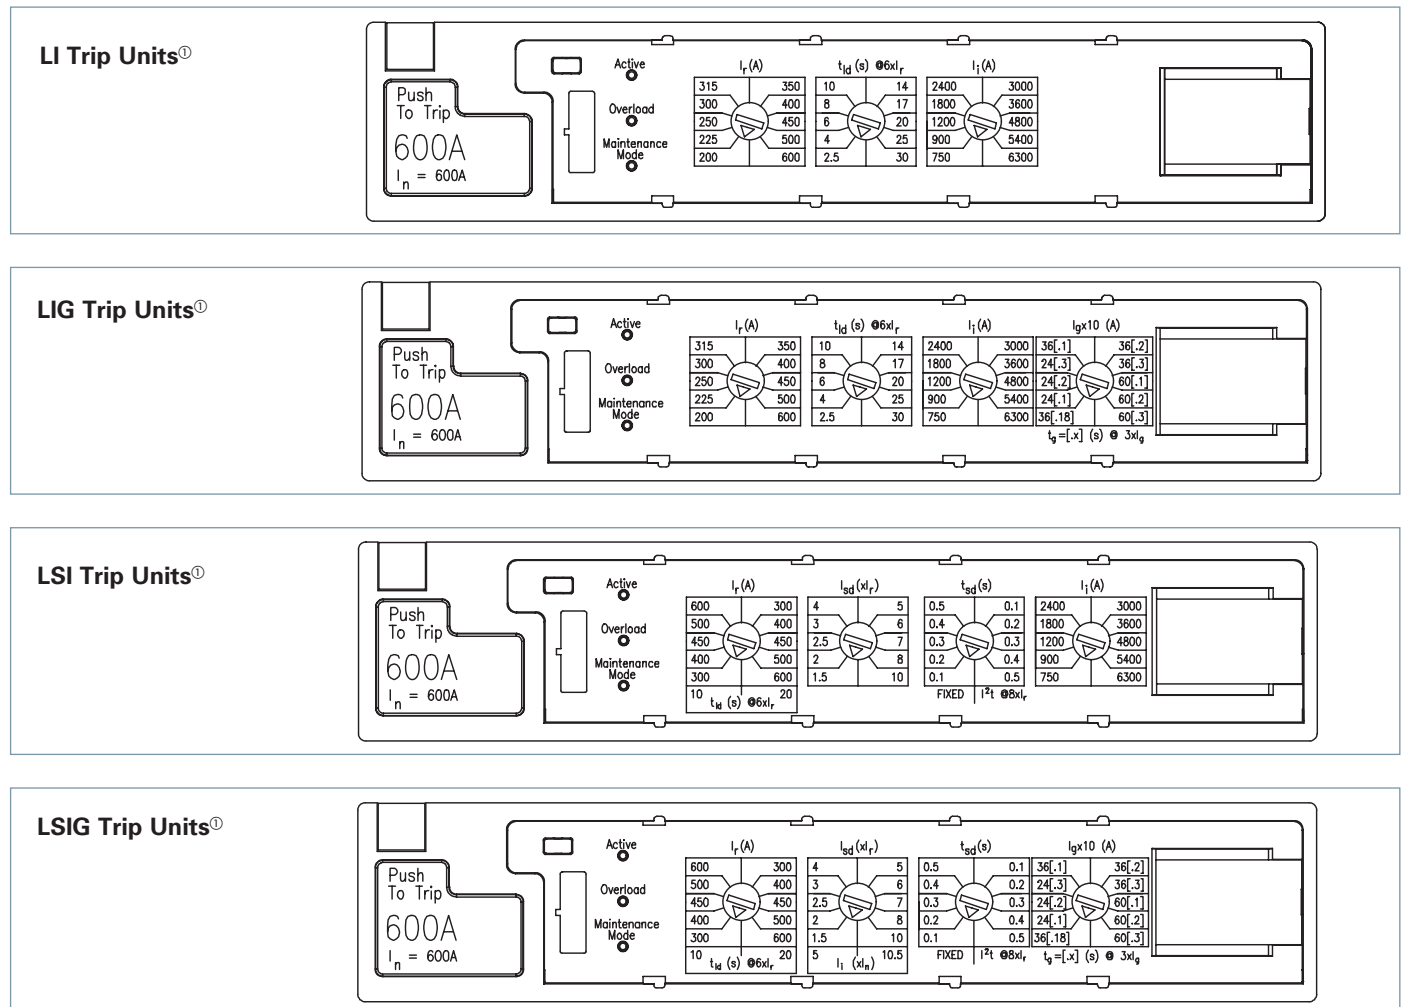 LI Trip Units①
Push
To Trip
600A
In = 600A
Active
Overload
Maintenance
Mode
Ir(A)
315 350
300 400
250 450
225 500
200 600
tld (s) @6xIr
10 14
8 17
6 20
4 25
2.5 30
Ii(A)
2400 3000
1800 3600
1200 4800
900 5400
750 6300
LIG Trip Units①
Push
To Trip
600A
In = 600A
Active
Overload
Maintenance
Mode
Ir(A)
315 350
300 400
250 450
225 500
200 600
tld (s) @6xIr
10 14
8 17
6 20
4 25
2.5 30
Ii(A)
2400 3000
1800 3600
1200 4800
900 5400
750 6300
Igx10 (A)
36[.1] 36[.2]
24[.3] 36[.3]
24[.2] 60[.1]
24[.1] 60[.2]
36[.18] 60[.3]
tg=[.x] (s) @ 3xIg
LSI Trip Units①
Push
To Trip
600A
In = 600A
Active
Overload
Maintenance
Mode
Ir(A)
600 300
500 400
450 450
400 500
300 600
10 20
tld (s) @6xIr
Isd(xIr)
4 5
3 6
2.5 7
2 8
1.5 10
tsd(s)
0.5 0.1
0.4 0.2
0.3 0.3
0.2 0.4
0.1 0.5
FIXED I²t @8xIr
Ii(A)
2400 3000
1800 3600
1200 4800
900 5400
750 6300
LSIG Trip Units①
Push
To Trip
600A
In = 600A
Active
Overload
Maintenance
Mode
Ir(A)
600 300
500 400
450 450
400 500
300 600
10 20
tld (s) @6xIr
Isd(xIr)
4 5
3 6
2.5 7
2 8
1.5 10
5 10.5
Ii (xIn)
tsd(s)
0.5 0.1
0.4 0.2
0.3 0.3
0.2 0.4
0.1 0.5
FIXED I²t @8xIr
Igx10 (A)
36[.1] 36[.2]
24[.3] 36[.3]
24[.2] 60[.1]
24[.1] 60[.2]
36[.18] 60[.3]
tg=[.x] (s) @ 3xIg